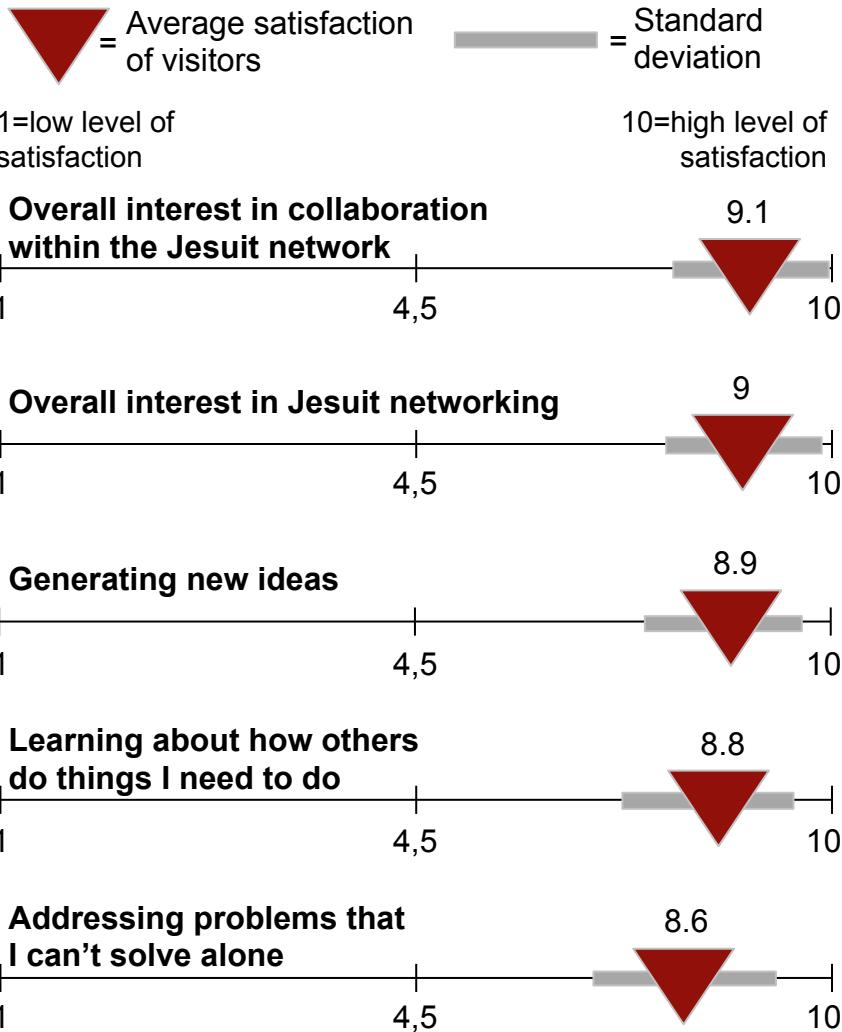 = Average satisfaction
of visitors
= Standard
deviation
1=low level of
satisfaction
10=high level of
satisfaction
Overall interest in collaboration
within the Jesuit network
9.1
1 4,5 10
Overall interest in Jesuit networking
9
1 4,5 10
Generating new ideas
8.9
1 4,5 10
Learning about how others
do things I need to do
8.8
1 4,5 10
Addressing problems that
I can’t solve alone
8.6
1 4,5 10